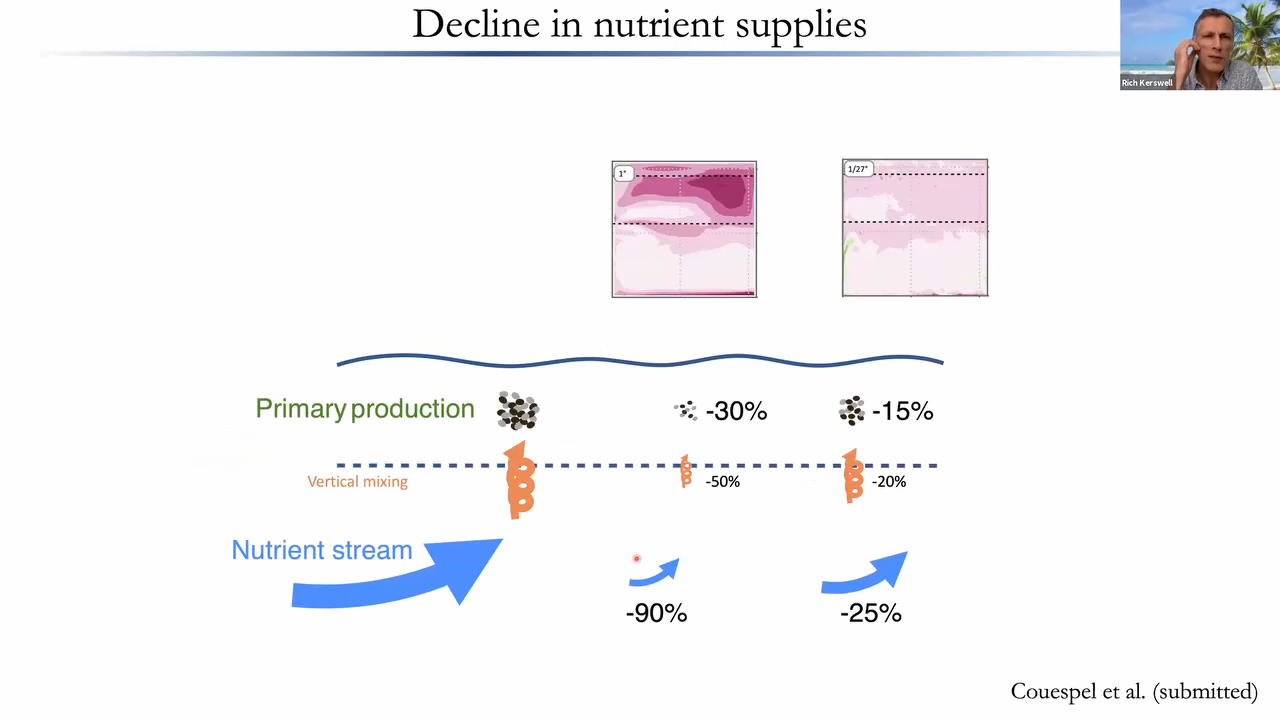 Decline in nutrient supplies
Rich Kerswell
1°
1/27°
Primary production
-30%
-15%
Vertical mixing
-50%
-20%
Nutrient stream
-90%
-25%
Couespel et al. (submitted)